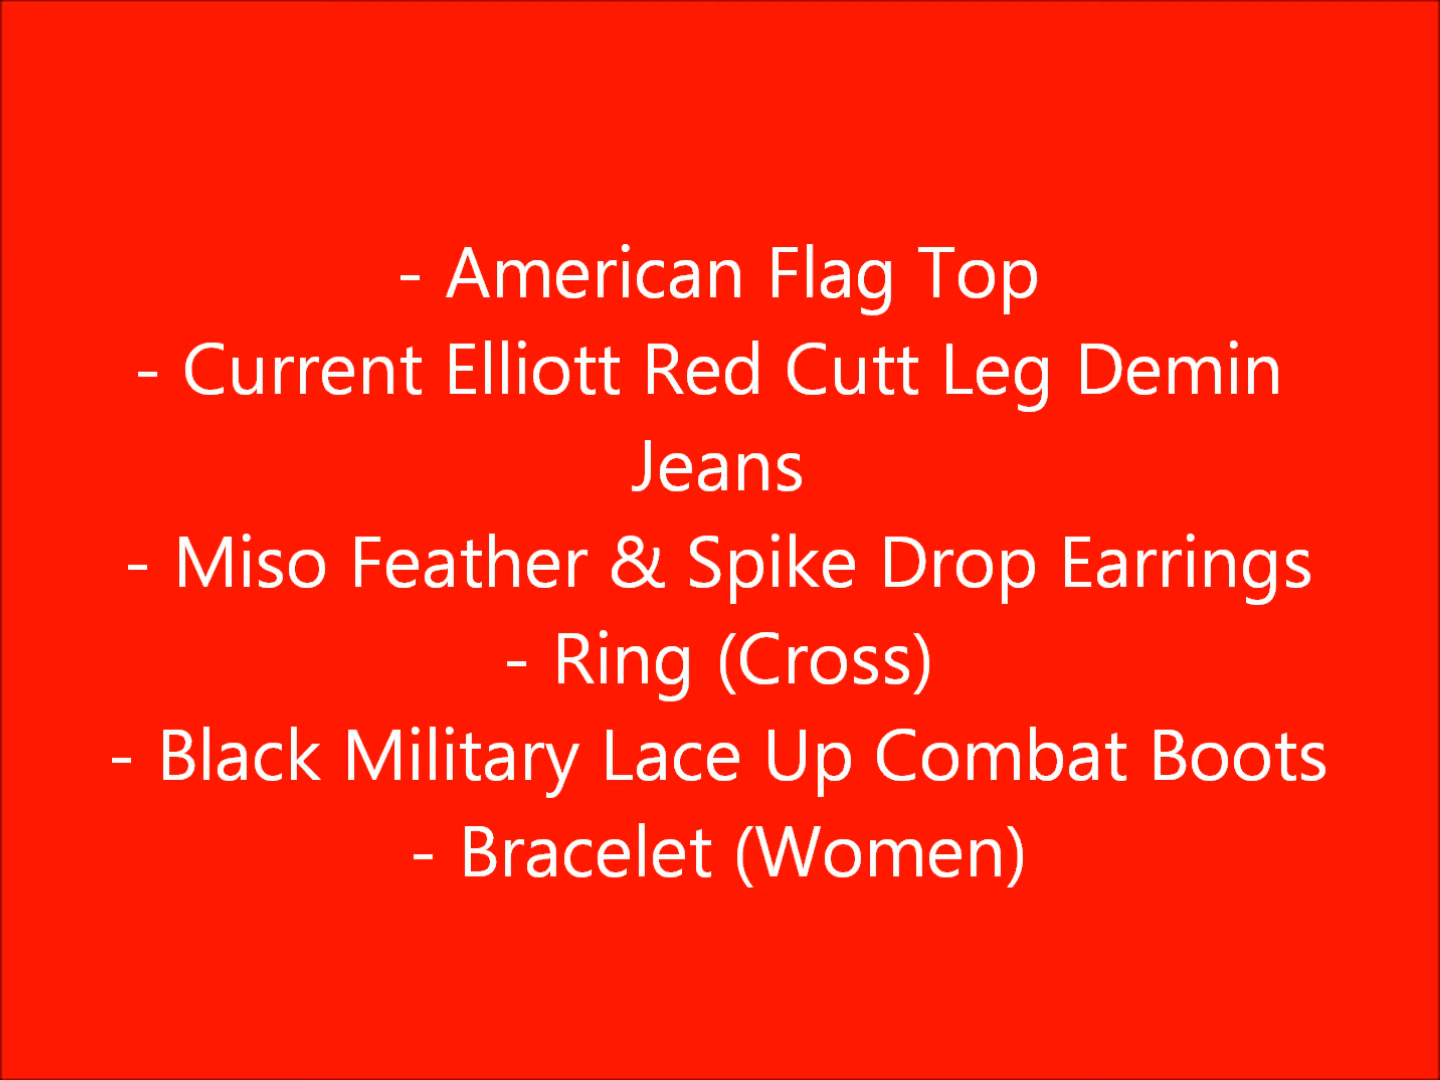 - American Flag Top
- Current Elliott Red Cutt Leg Demin
Jeans
- Miso Feather & Spike Drop Earrings
- Ring (Cross)
- Black Military Lace Up Combat Boots
- Bracelet (Women)